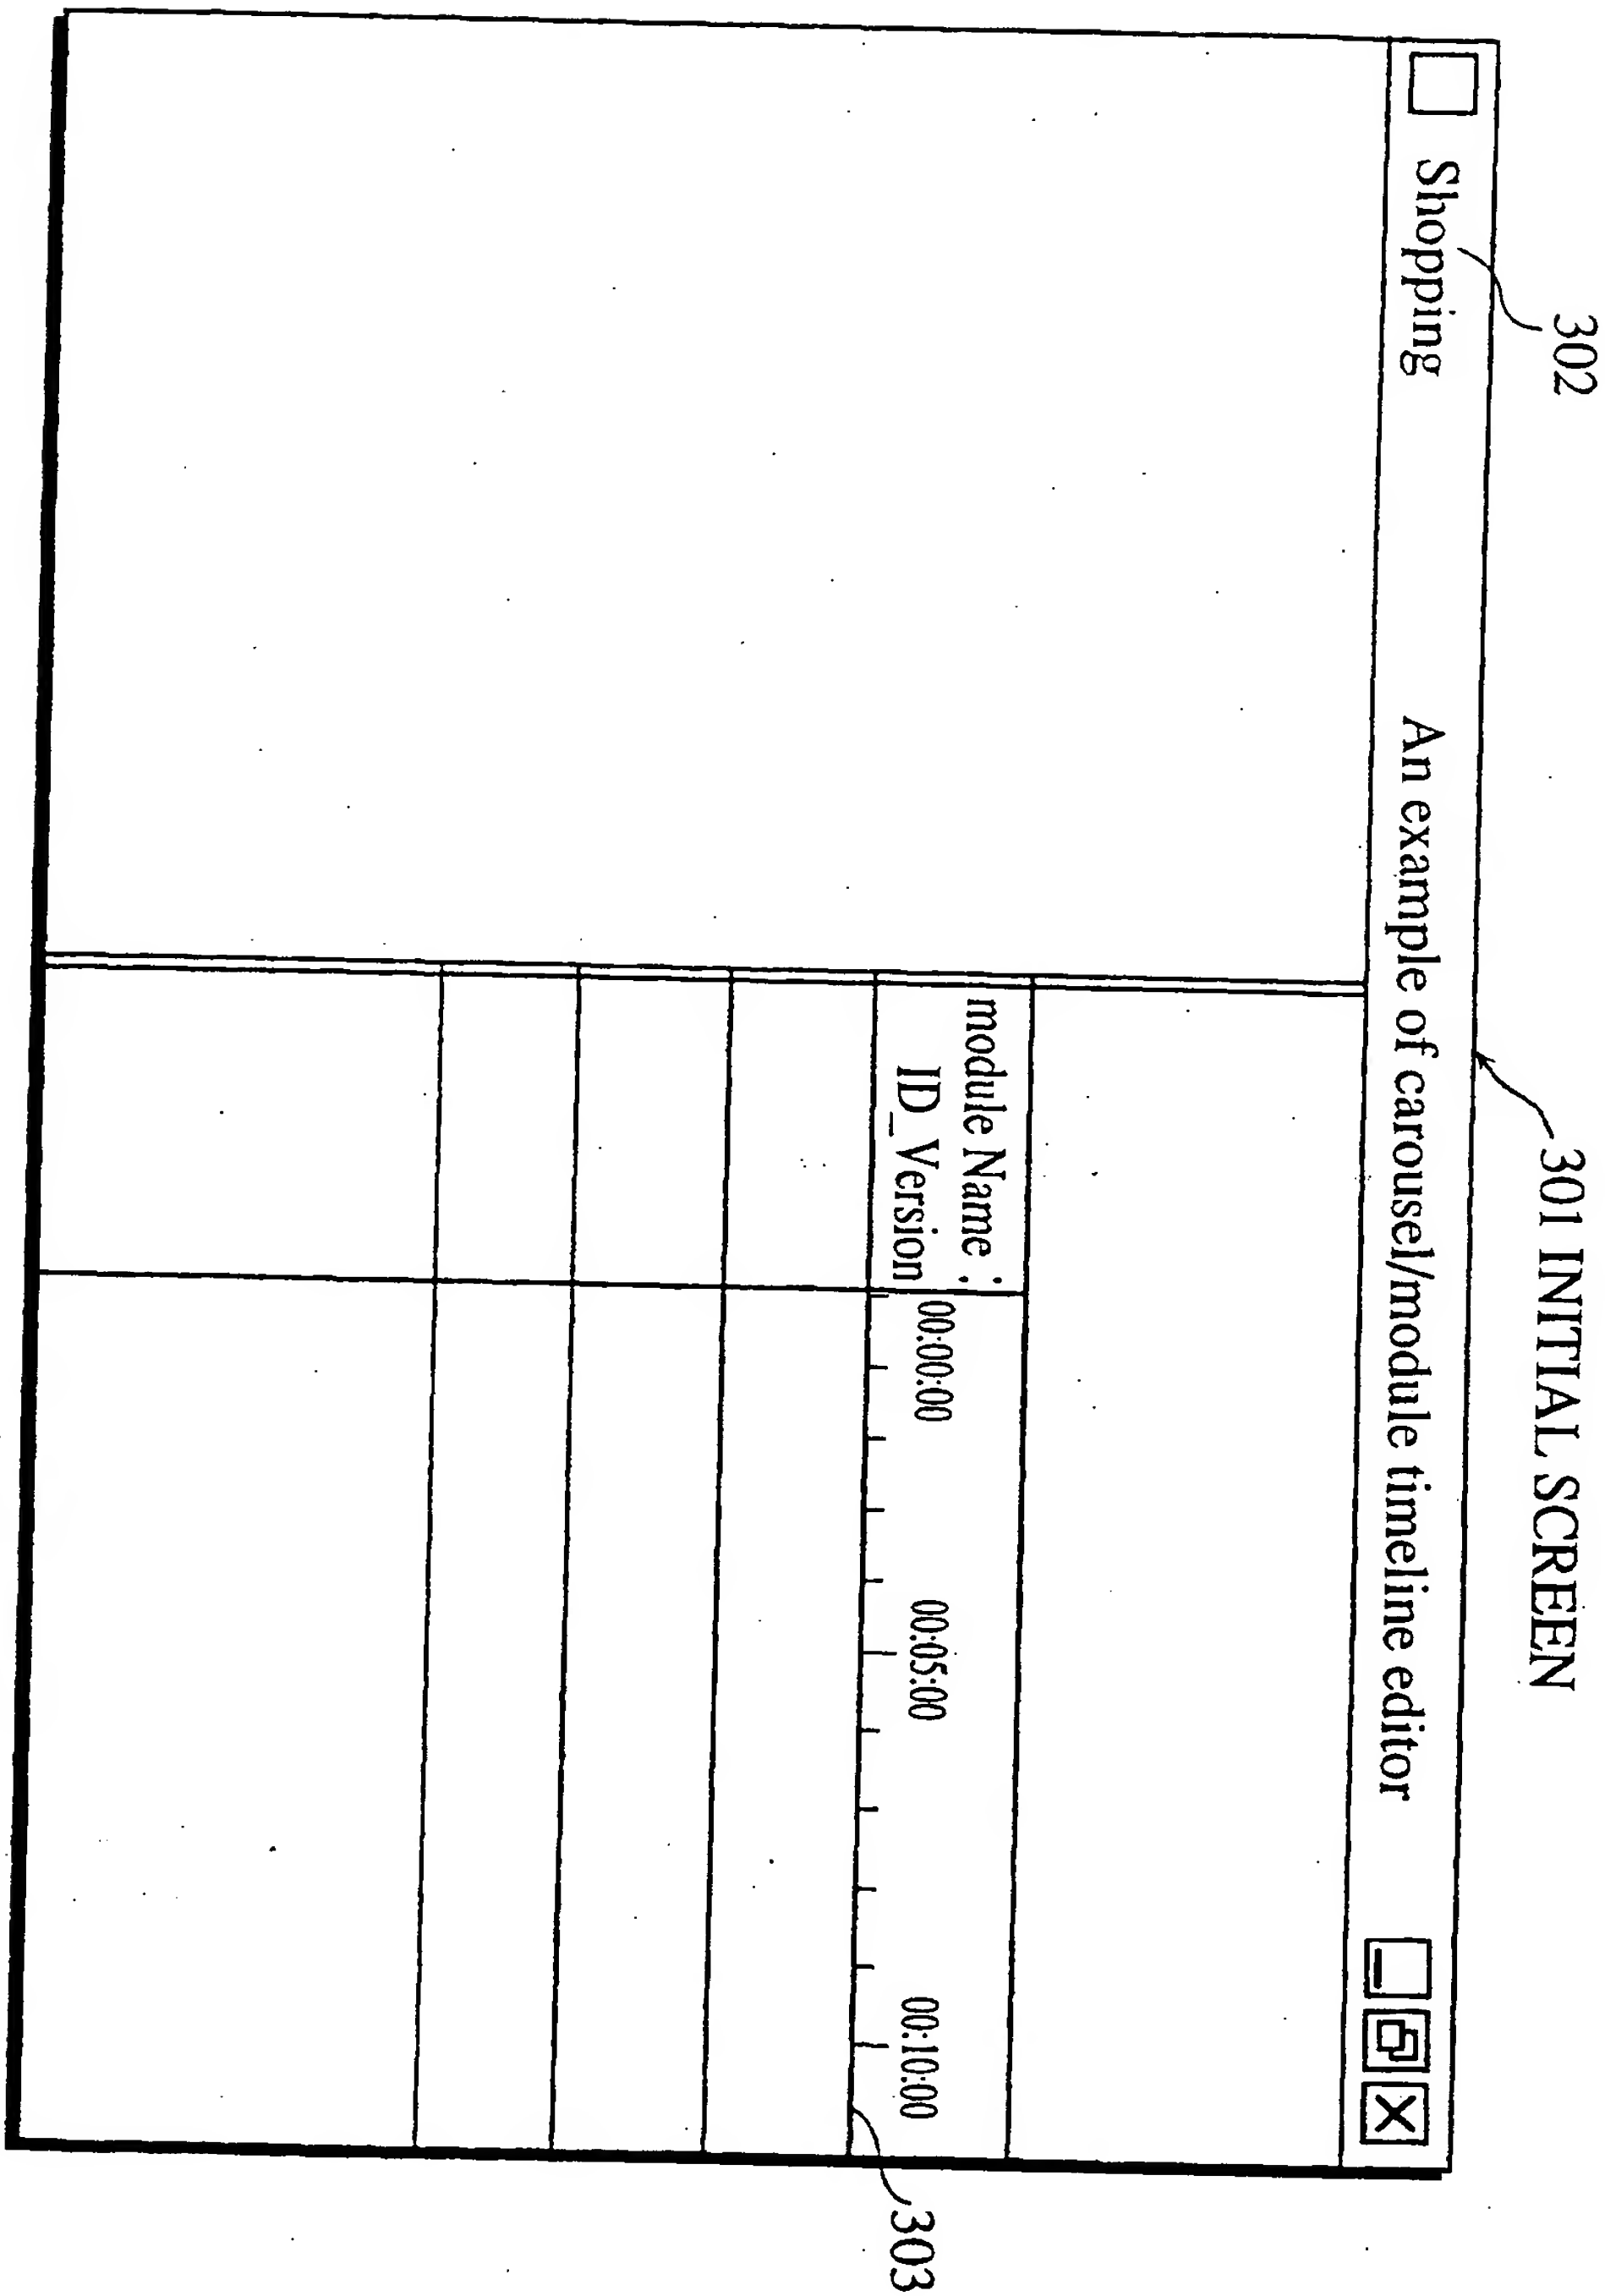 301 INITIAL SCREEN
302
Shopping
An example of carousel/module timeline editor
module Name :
ID_Version
00:00:00
00:05:00
00:10:00
303